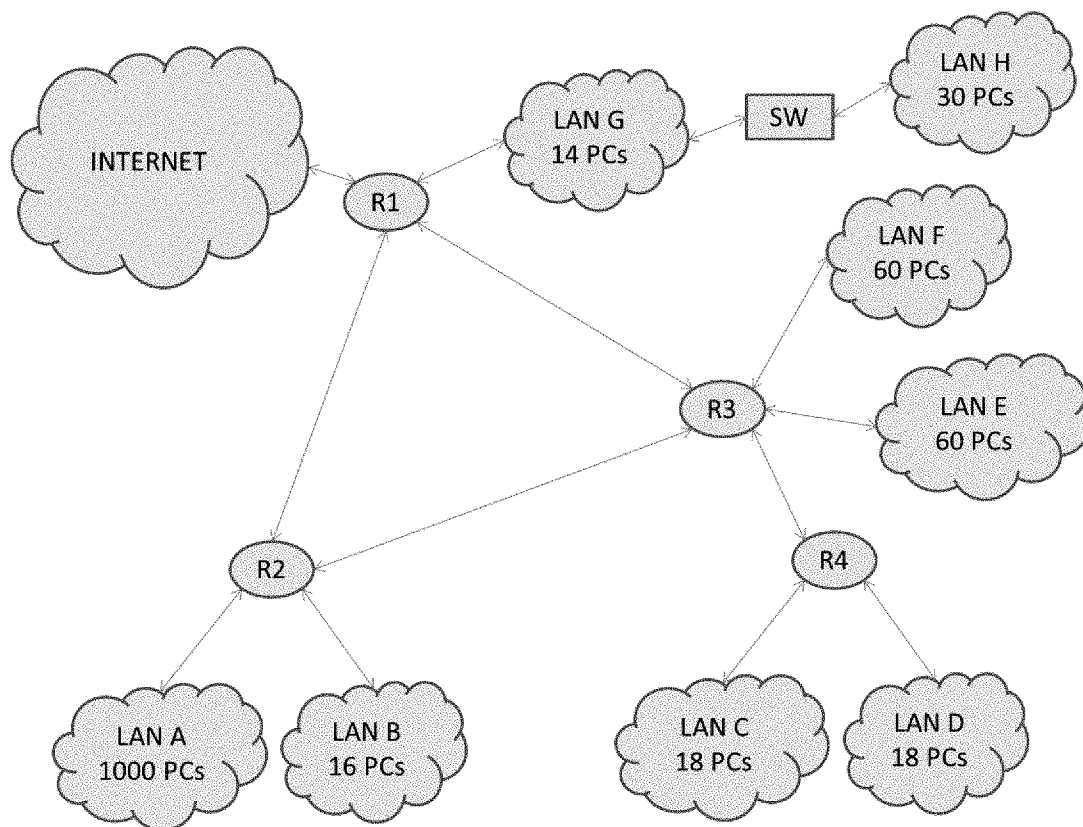 LAN H
30 PCs
SW
LAN G
14 PCs
INTERNET
R1
LAN F
60 PCs
R3
LAN E
60 PCs
R2
R4
LAN A
1000 PCs
LAN B
16 PCs
LAN C
18 PCs
LAN D
18 PCs